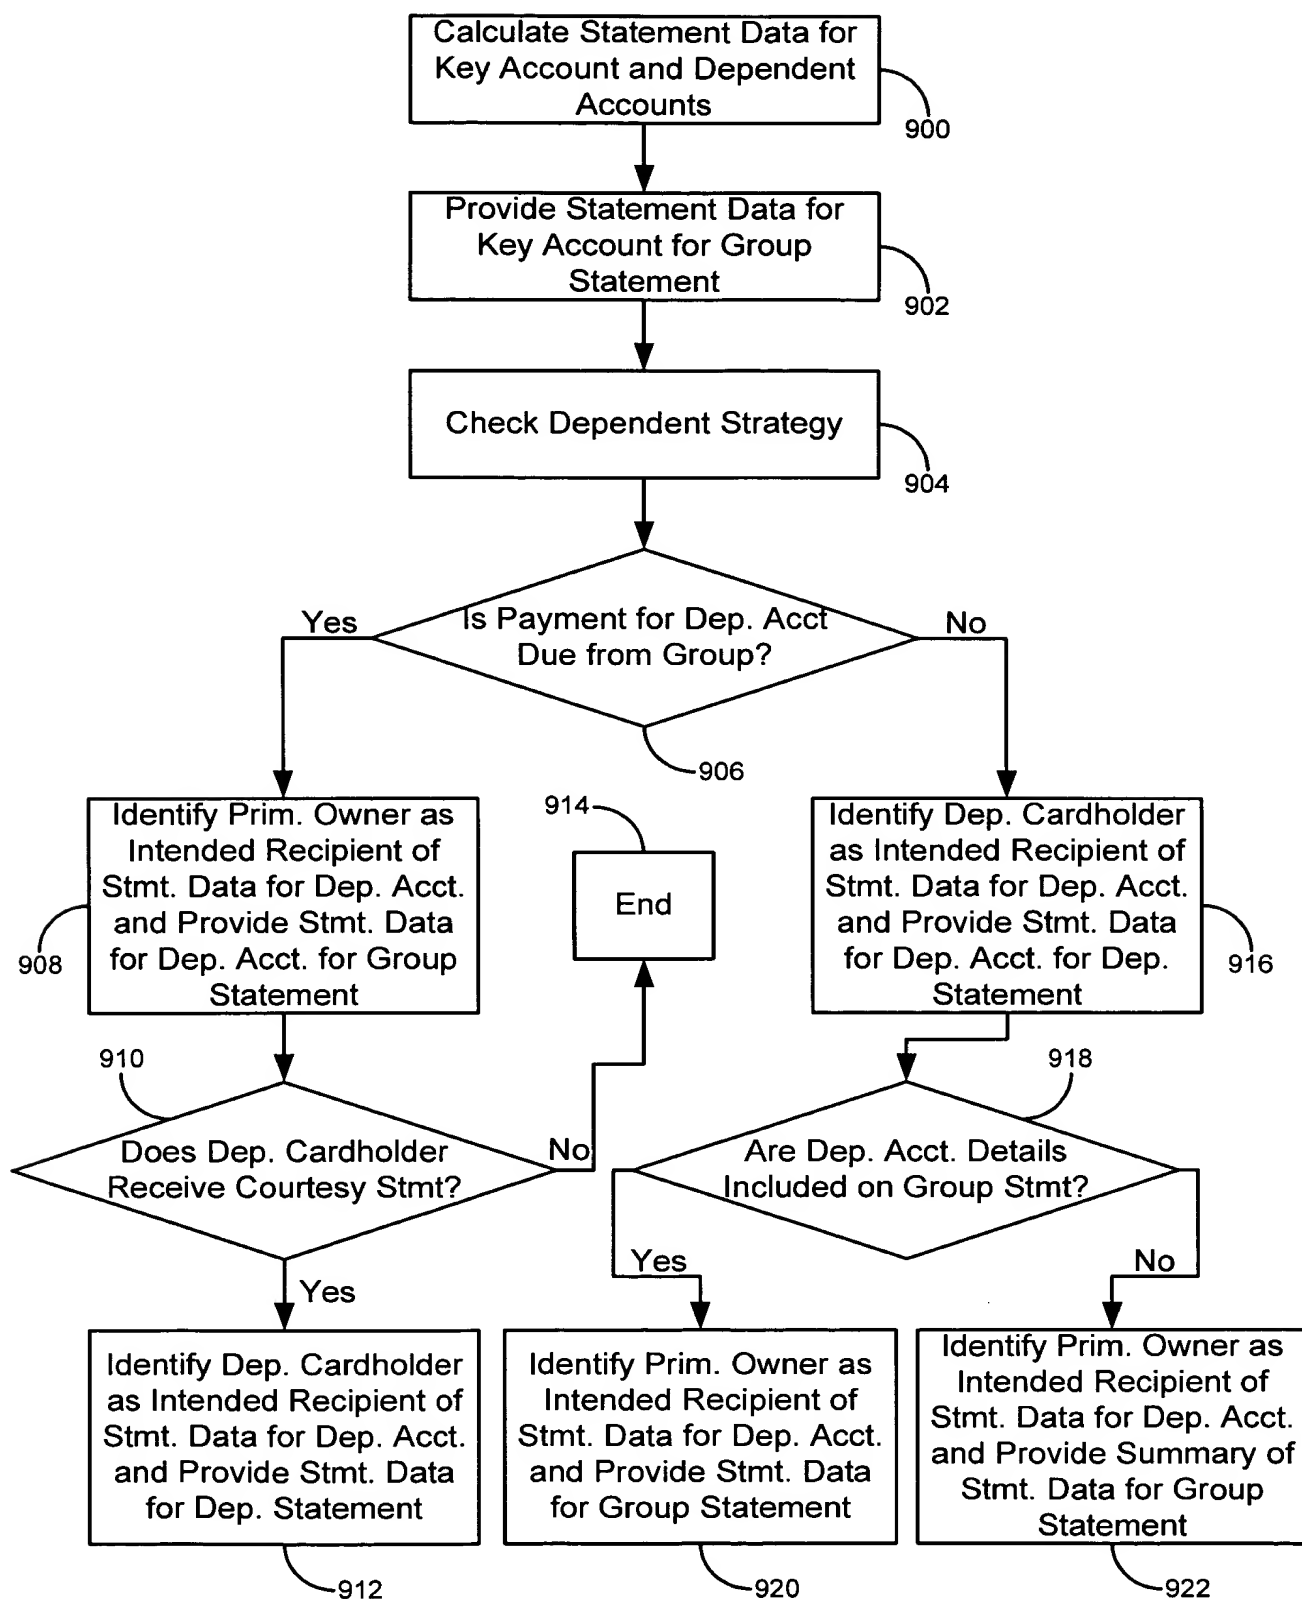 Calculate Statement Data for
Key Account and Dependent
Accounts
900
Provide Statement Data for
Key Account for Group
Statement
902
Check Dependent Strategy
904
Yes
Is Payment for Dep. Acct
Due from Group?
No
906
Identify Prim. Owner as
Intended Recipient of
Stmt. Data for Dep. Acct.
and Provide Stmt. Data
for Dep. Acct. for Group
Statement
908
914
End
Identify Dep. Cardholder
as Intended Recipient of
Stmt. Data for Dep. Acct.
and Provide Stmt. Data
for Dep. Acct. for Dep.
Statement
916
910
Does Dep. Cardholder
Receive Courtesy Stmt?
No
Yes
918
Are Dep. Acct. Details
Included on Group Stmt?
Yes
No
Identify Dep. Cardholder
as Intended Recipient of
Stmt. Data for Dep. Acct.
and Provide Stmt. Data
for Dep. Statement
912
Identify Prim. Owner as
Intended Recipient of
Stmt. Data for Dep. Acct.
and Provide Stmt. Data
for Group Statement
920
Identify Prim. Owner as
Intended Recipient of
Stmt. Data for Dep. Acct.
and Provide Summary of
Stmt. Data for Group
Statement
922